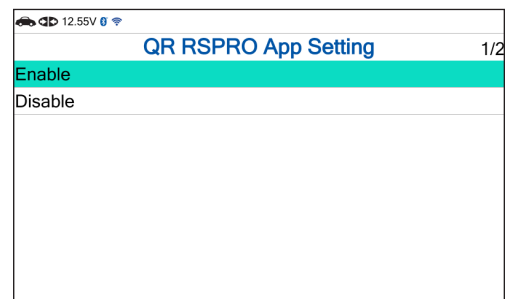 12.55V
QR RSPRO App Setting 1/2
Enable
Disable